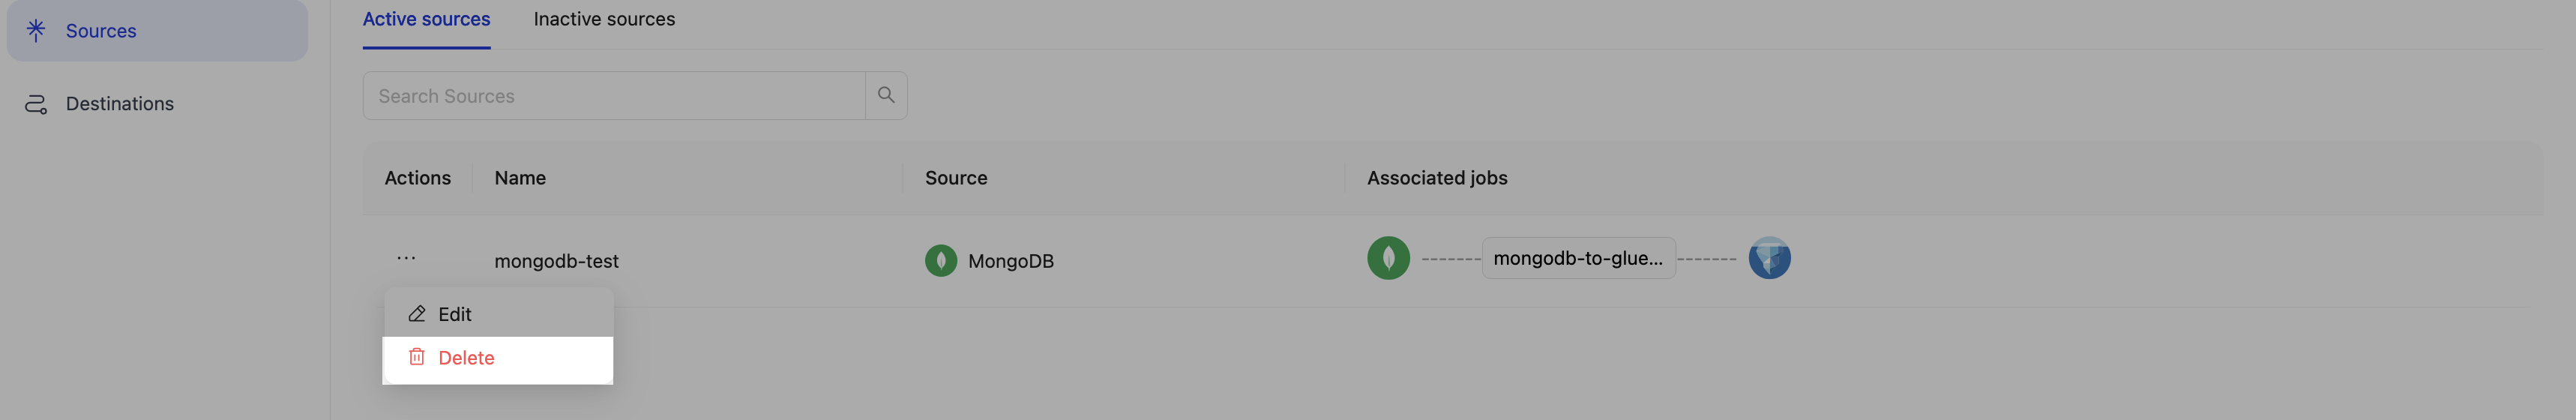 Sources
Destinations
Active sources Inactive sources
Search Sources
Actions Name Source Associated jobs
... mongodb-test MongoDB mongodb-to-glue...
Edit
Delete